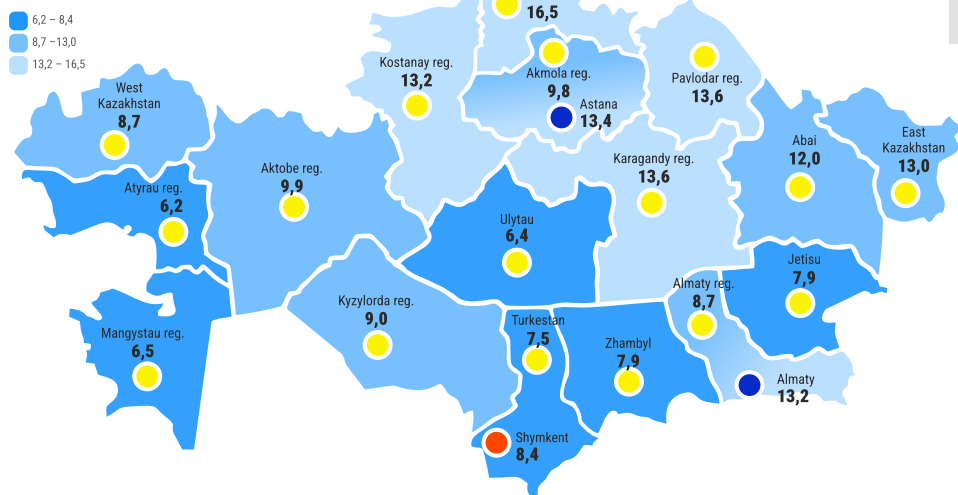 6,2 – 8,4
8,7 –13,0
13,2 – 16,5
16,5
Kostanay reg.
13,2
Akmola reg.
9,8
Astana
13,4
Pavlodar reg.
13,6
West
Kazakhstan
8,7
Aktobe reg.
9,9
Atyrau reg.
6,2
Karagandy reg.
13,6
Abai
12,0
East
Kazakhstan
13,0
Ulytau
6,4
Jetisu
7,9
Almaty reg.
8,7
Kyzylorda reg.
9,0
Mangystau reg.
6,5
Turkestan
7,5
Zhambyl
7,9
Almaty
13,2
Shymkent
8,4